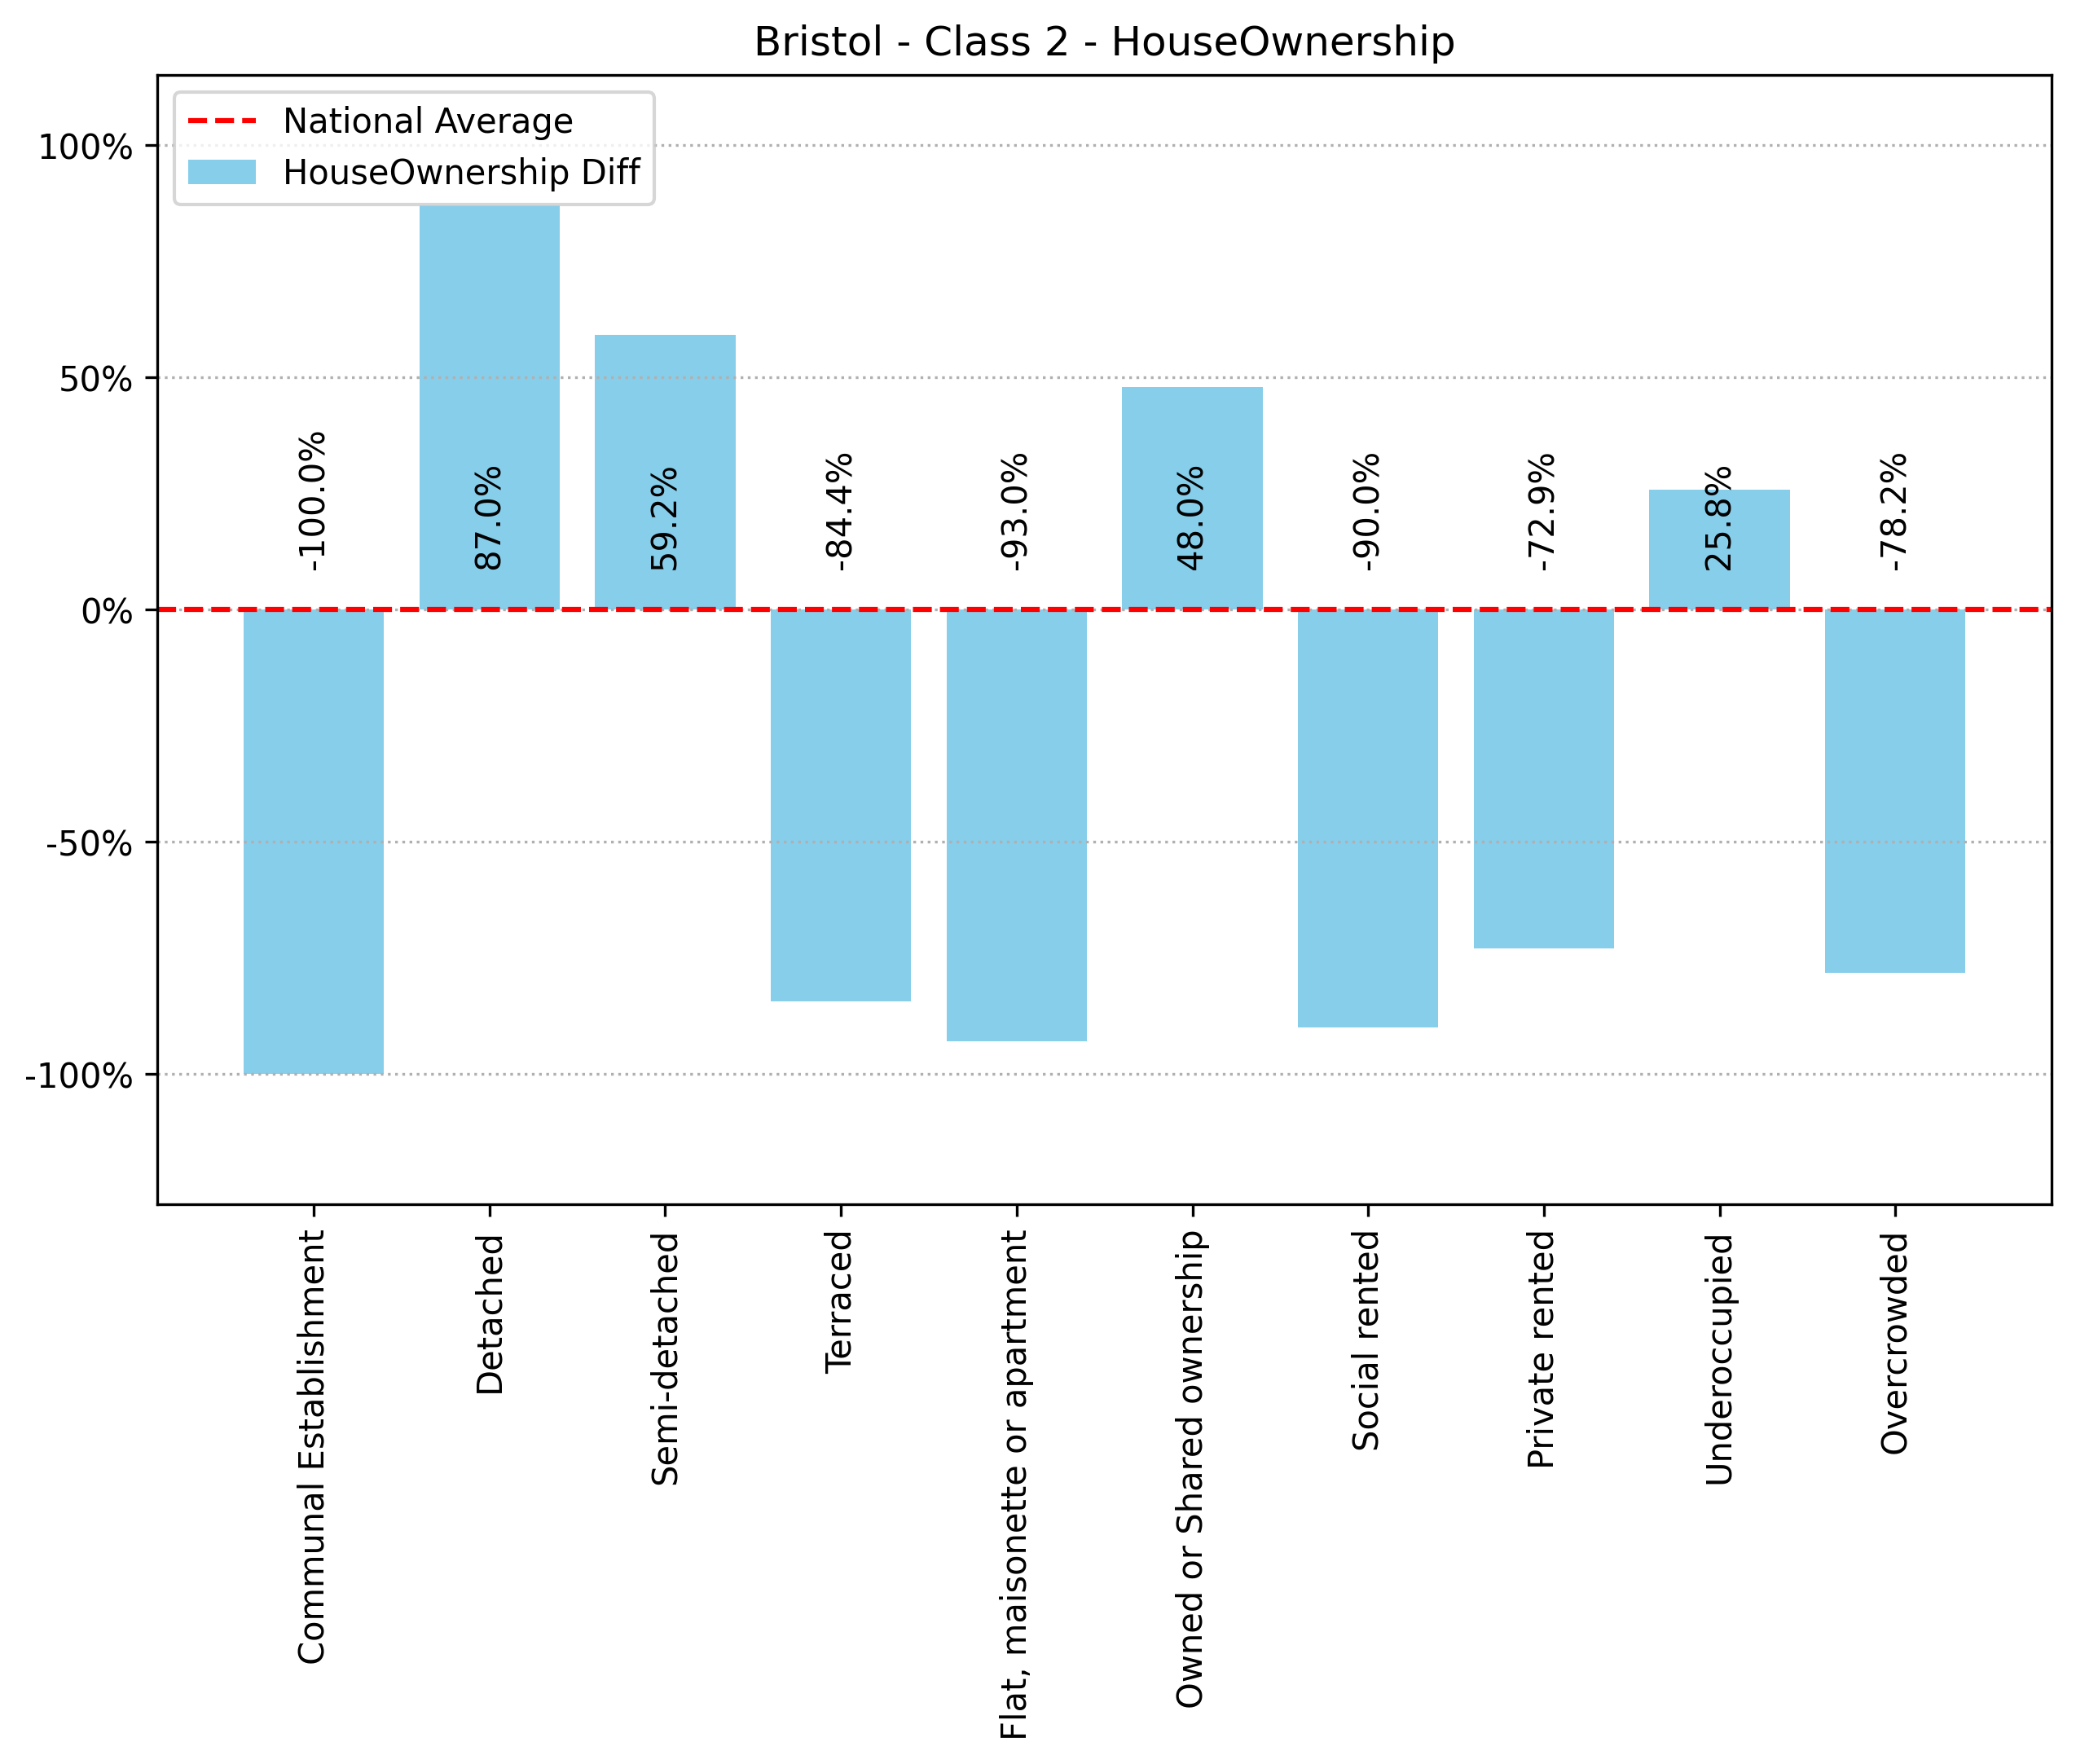 Bristol - Class 2 - HouseOwnership
National Average
HouseOwnership Diff
100%
50%
0%
-50%
-100%
-100.0%
87.0%
59.2%
-84.4%
-93.0%
48.0%
-90.0%
-72.9%
25.8%
-78.2%
Communal Establishment
Detached
Semi-detached
Terraced
Flat, maisonette or apartment
Owned or Shared ownership
Social rented
Private rented
Underoccupied
Overcrowded